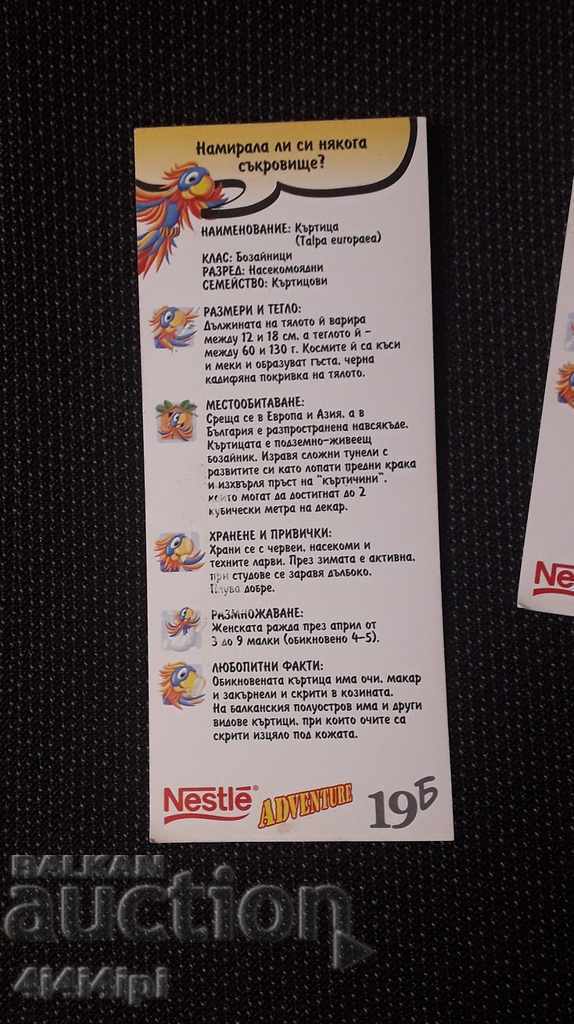 Намирала ли си някога
съкровище?
НАИМЕНОВАНИЕ: Къртица
(Talpa europaea)
КЛАС: Бозайници
РАЗРЕД: Насекомоядни
СЕМЕЙСТВО: Къртицови
РАЗМЕРИ И ТЕГЛО:
Дължината на тялото й варира
между 12 и 18 см, а теглото й –
между 60 и 130 г. Космите й са къси
и меки и образуват гъста, черна
кадифяна покривка на тялото.
МЕСТООБИТАВАНЕ:
Среща се в Европа и Азия, а в
България е разпространена навсякъде.
Къртицата е подземно-живеещ
бозайник. Изравя сложни тунели с
развитите си като лопати предни крака
и изхвърля пръст на "къртичини",
които могат да достигнат до 2
кубически метра на декар.
ХРАНЕНЕ И ПРИВИЧКИ:
Храни се с червеи, насекоми и
техните ларви. През зимата е активна,
при студове се заравя дълбоко.
Плува добре.
РАЗМНОЖАВАНЕ:
Женската ражда през април от
3 до 9 малки (обикновено 4-5).
ЛЮБОПИТНИ ФАКТИ:
Обикновената къртица има очи, макар
и закърнели и скрити в козината.
На балканския полуостров има и други
видове къртици, при които очите са
скрити изцяло под кожата.
Nestlé® ADVENTURE 19Б
Ne
BALKAN
auction
4i4i4ipi